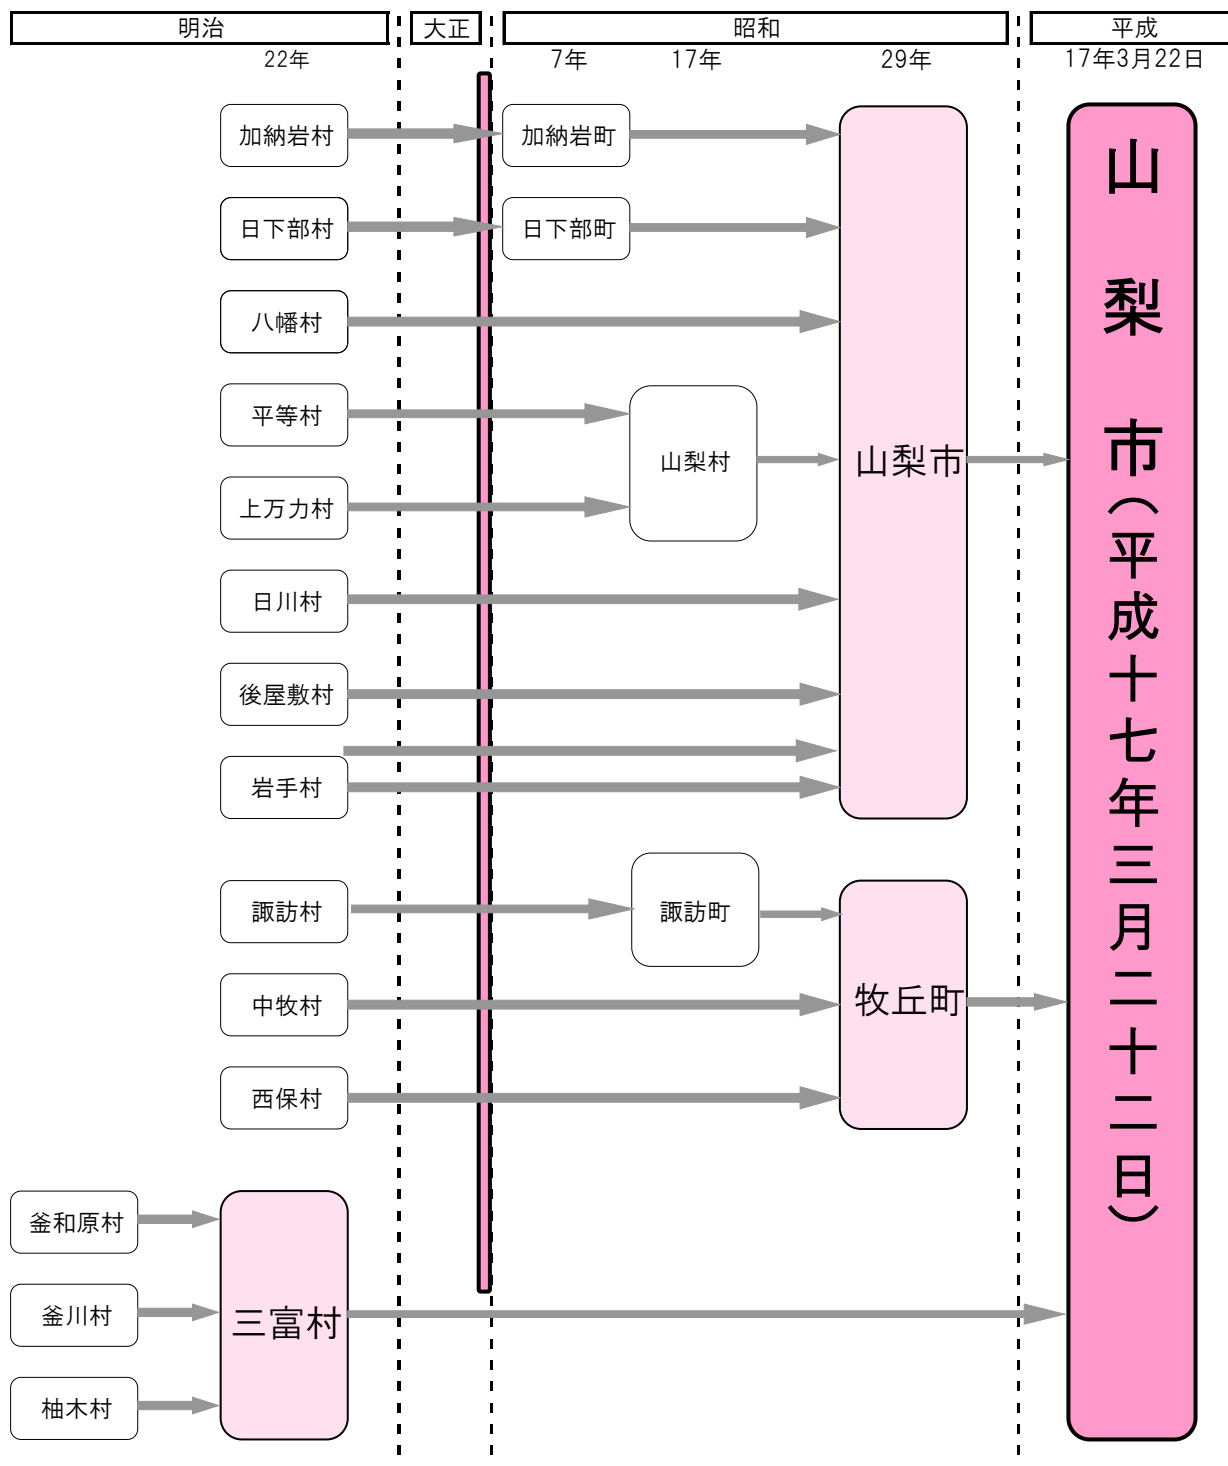 明治
大正
昭和
平成
22年
7年
17年
29年
17年3月22日
加納岩村
加納岩町
日下部村
日下部町
八幡村
平等村
上万力村
山梨村
山梨市
日川村
後屋敷村
岩手村
諏訪村
諏訪町
中牧村
牧丘町
西保村
釜和原村
釜川村
柚木村
三富村
山梨市(平成十七年三月二十二日)